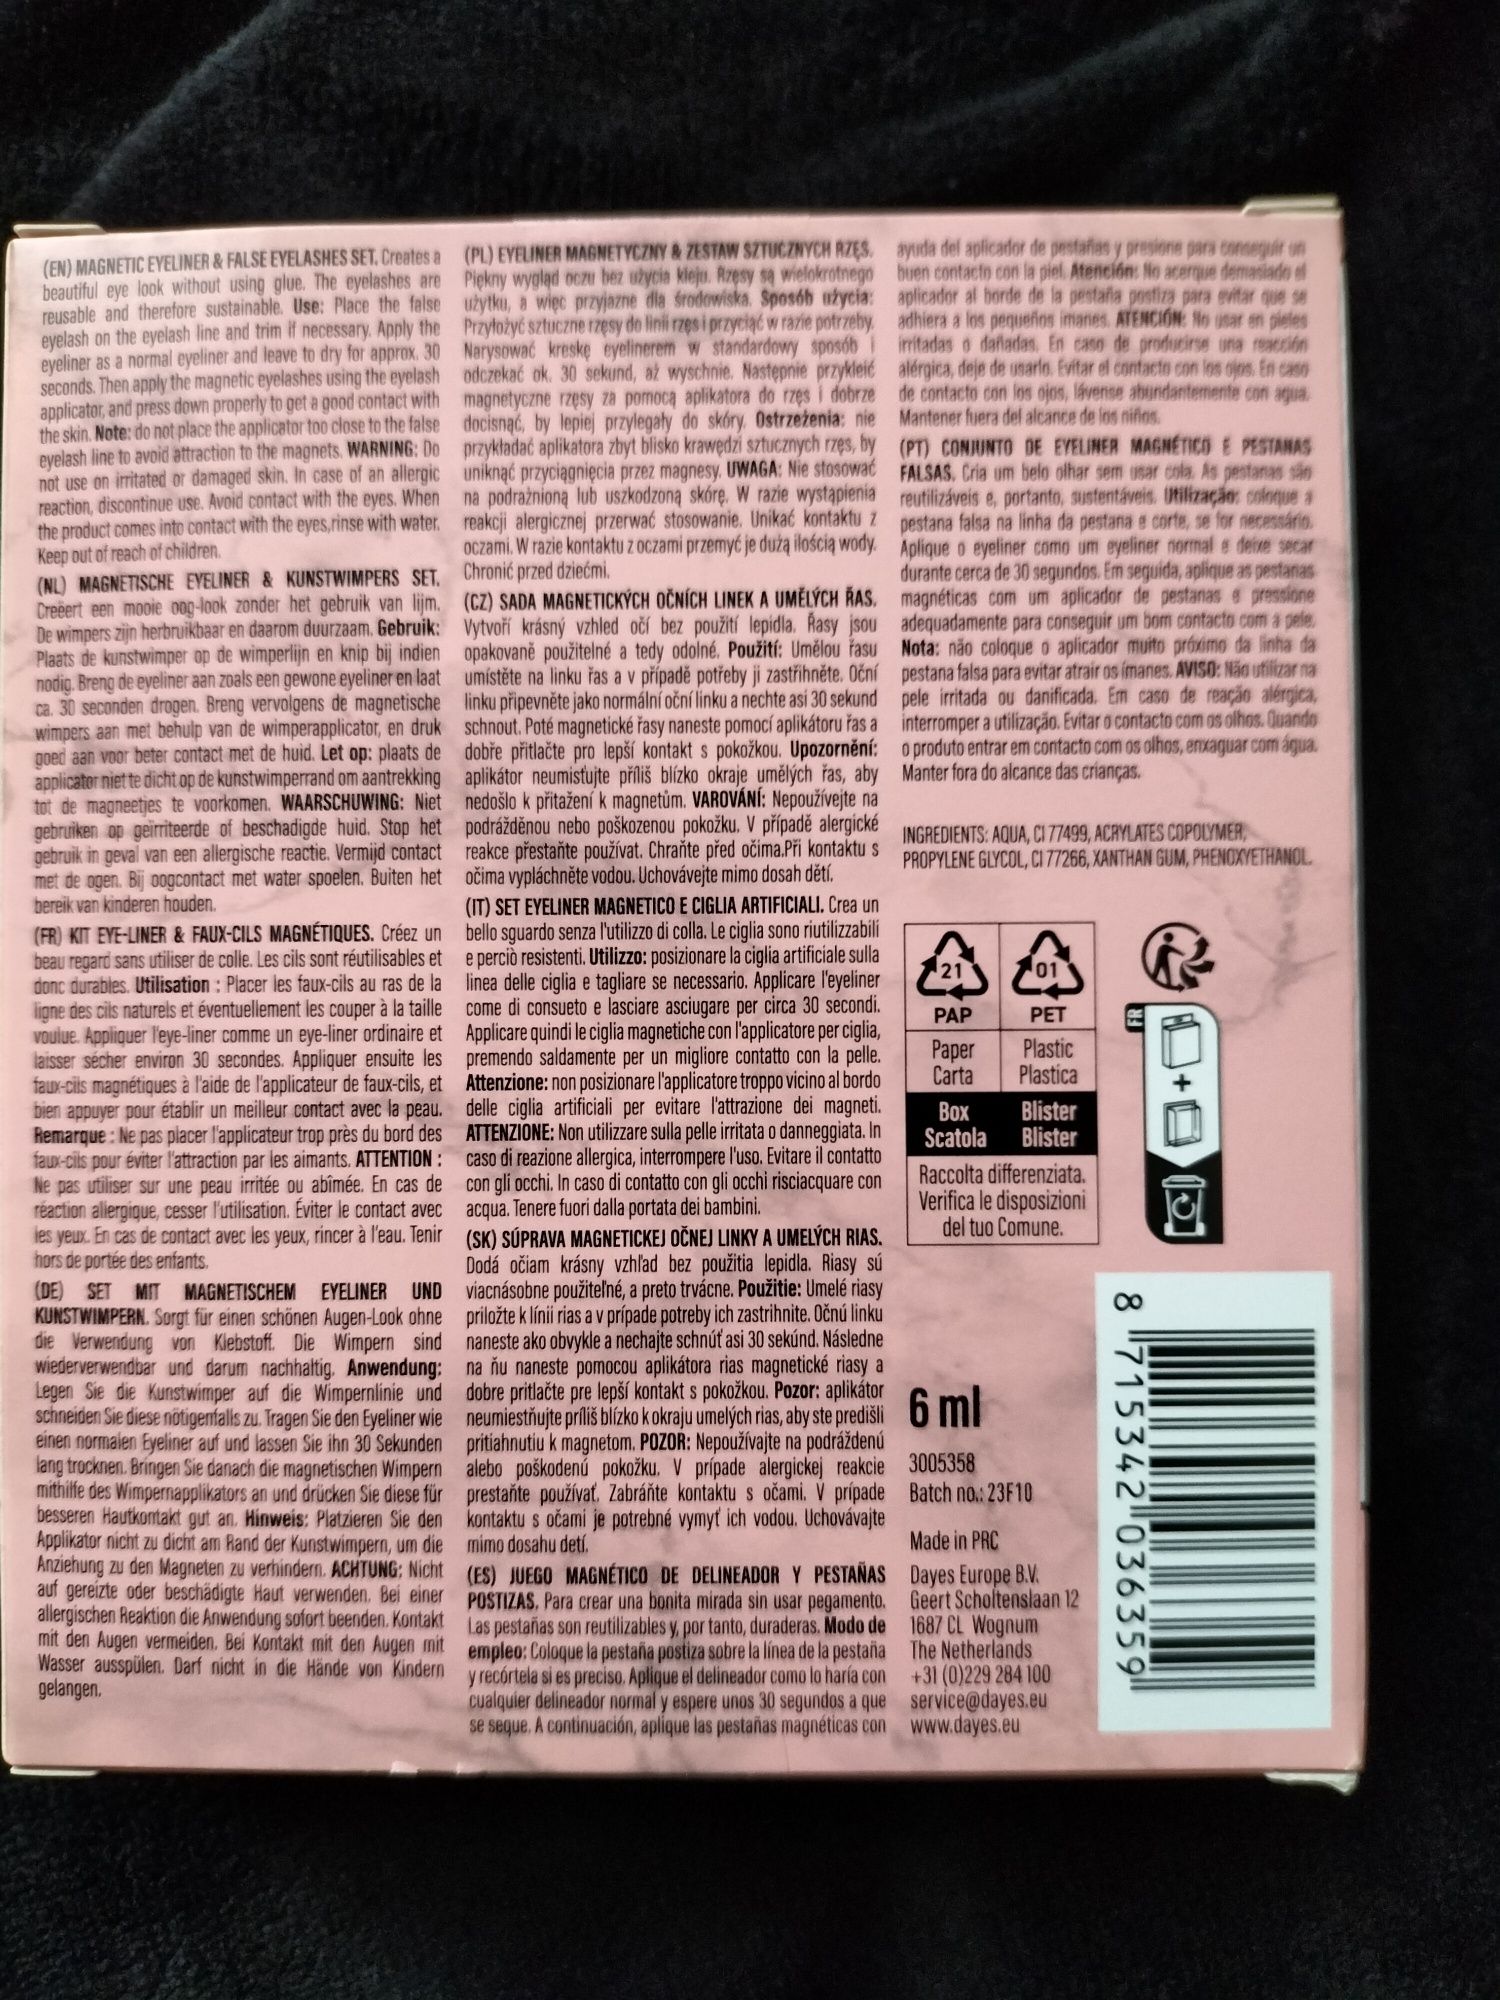 (EN) MAGNETIC EYELINER & FALSE EYELASHES SET. Creates a
beautiful eye look without using glue. The eyelashes are
reusable and therefore sustainable. Use: Place the false
eyelash on the eyelash line and trim if necessary. Apply the
eyeliner as a normal eyeliner and leave to dry for approx. 30
seconds. Then apply the magnetic eyelashes using the eyelash
applicator, and press down properly to get a good contact with
the skin. Note: do not place the applicator too close to the false
eyelash line to avoid attraction to the magnets. WARNING: Do
not use on irritated or damaged skin. In case of an allergic
reaction, discontinue use. Avoid contact with the eyes. When
the product comes into contact with the eyes,rinse with water.
Keep out of reach of children.
(NL) MAGNETISCHE EYELINER & KUNSTWIMPERS SET.
Creëert een mooie oog-look zonder het gebruik van lijm.
De wimpers zijn herbruikbaar en daarom duurzaam. Gebruik:
Plaats de kunstwimper op de wimperlijn en knip bij indien
nodig. Breng de eyeliner aan zoals een gewone eyeliner en laat
ca. 30 seconden drogen. Breng vervolgens de magnetische
wimpers aan met behulp van de wimperapplicator, en druk
goed aan voor beter contact met de huid. Let op: plaats de
applicator niet te dicht op de kunstwimperrand om aantrekking
tot de magneetjes te voorkomen. WAARSCHUWING: Niet
gebruiken op geïrriteerde of beschadigde huid. Stop het
gebruik in geval van een allergische reactie. Vermijd contact
met de ogen. Bij oogcontact met water spoelen. Buiten het
bereik van kinderen houden.
(FR) KIT EYE-LINER & FAUX-CILS MAGNÉTIQUES. Créez un
beau regard sans utiliser de colle. Les cils sont réutilisables et
donc durables. Utilisation : Placer les faux-cils au ras de la
ligne des cils naturels et éventuellement les couper à la taille
voulue. Appliquer l'eye-liner comme un eye-liner ordinaire et
laisser sécher environ 30 secondes. Appliquer ensuite les
faux-cils magnétiques à l'aide de l'applicateur de faux-cils, et
bien appuyer pour établir un meilleur contact avec la peau.
Remarque : Ne pas placer l'applicateur trop près du bord des
faux-cils pour éviter l'attraction par les aimants. ATTENTION :
Ne pas utiliser sur une peau irritée ou abîmée. En cas de
réaction allergique, cesser l'utilisation. Éviter le contact avec
les yeux. En cas de contact avec les yeux, rincer à l'eau. Tenir
hors de portée des enfants.
(DE) SET MIT MAGNETISCHEM EYELINER UND
KUNSTWIMPERN. Sorgt für einen schönen Augen-Look ohne
die Verwendung von Klebstoff. Die Wimpern sind
wiederverwendbar und darum nachhaltig. Anwendung:
Legen Sie die Kunstwimper auf die Wimpernlinie und
schneiden Sie diese nötigenfalls zu. Tragen Sie den Eyeliner wie
einen normalen Eyeliner auf und lassen Sie ihn 30 Sekunden
lang trocknen. Bringen Sie danach die magnetischen Wimpern
mithilfe des Wimpernapplikators an und drücken Sie diese für
besseren Hautkontakt gut an. Hinweis: Platzieren Sie den
Applikator nicht zu dicht am Rand der Kunstwimpern, um die
Anziehung zu den Magneten zu verhindern. ACHTUNG: Nicht
auf gereizte oder beschädigte Haut verwenden. Bei einer
allergischen Reaktion die Anwendung sofort beenden. Kontakt
mit den Augen vermeiden. Bei Kontakt mit den Augen mit
Wasser ausspülen. Darf nicht in die Hände von Kindern
gelangen.
(PL) EYELINER MAGNETYCZNY & ZESTAW SZTUCZNYCH RZĘS.
Piękny wygląd oczu bez użycia kleju. Rzęsy są wielokrotnego
użytku, a więc przyjazne dla środowiska. Sposób użycia:
Przyłożyć sztuczne rzęsy do linii rzęs i przyciąć w razie potrzeby.
Narysować kreskę eyelinerem w standardowy sposób i
odczekać ok. 30 sekund, aż wyschnie. Następnie przykleić
magnetyczne rzęsy za pomocą aplikatora do rzęs i dobrze
docisnąć, by lepiej przylegały do skóry. Ostrzeżenia: nie
przykładać aplikatora zbyt blisko krawędzi sztucznych rzęs, by
uniknąć przyciągnięcia przez magnesy. UWAGA: Nie stosować
na podrażnioną lub uszkodzoną skórę. W razie wystąpienia
reakcji alergicznej przerwać stosowanie. Unikać kontaktu z
oczami. W razie kontaktu z oczami przemyć je dużą ilością wody.
Chronić przed dziećmi.
(CZ) SADA MAGNETICKÝCH OČNÍCH LINEK A UMĚLÝCH ŘAS.
Vytvoří krásný vzhled očí bez použití lepidla. Řasy jsou
opakovaně použitelné a tedy odolné. Použití: Umělou řasu
umístěte na linku řas a v případě potřeby ji zastřihněte. Oční
linku připevněte jako normální oční linku a nechte asi 30 sekund
schnout. Poté magnetické řasy naneste pomocí aplikátoru řas a
dobře přitlačte pro lepší kontakt s pokožkou. Upozornění:
aplikátor neumisťujte příliš blízko okraje umělých řas, aby
nedošlo k přitažení k magnetům. VAROVÁNÍ: Nepoužívejte na
podrážděnou nebo poškozenou pokožku. V případě alergické
reakce přestaňte používat. Chraňte před očima.Při kontaktu s
očima vypláchněte vodou. Uchovávejte mimo dosah dětí.
(IT) SET EYELINER MAGNETICO E CIGLIA ARTIFICIALI. Crea un
bello sguardo senza l'utilizzo di colla. Le ciglia sono riutilizzabili
e perciò resistenti. Utilizzo: posizionare la ciglia artificiale sulla
linea delle ciglia e tagliare se necessario. Applicare l'eyeliner
come di consueto e lasciare asciugare per circa 30 secondi.
Applicare quindi le ciglia magnetiche con l'applicatore per ciglia,
premendo saldamente per un migliore contatto con la pelle.
Attenzione: non posizionare l'applicatore troppo vicino al bordo
delle ciglia artificiali per evitare l'attrazione dei magneti.
ATTENZIONE: Non utilizzare sulla pelle irritata o danneggiata. In
caso di reazione allergica, interrompere l'uso. Evitare il contatto
con gli occhi. In caso di contatto con gli occhi risciacquare con
acqua. Tenere fuori dalla portata dei bambini.
(SK) SÚPRAVA MAGNETICKEJ OČNEJ LINKY A UMELÝCH RIAS.
Dodá očiam krásny vzhľad bez použitia lepidla. Riasy sú
viacnásobne použiteľné, a preto trvácne. Použitie: Umelé riasy
priložte k línii rias a v prípade potreby ich zastrihnite. Očnú linku
naneste ako obvykle a nechajte schnúť asi 30 sekúnd. Následne
na ňu naneste pomocou aplikátora rias magnetické riasy a
dobre pritlačte pre lepší kontakt s pokožkou. Pozor: aplikátor
neumiestňujte príliš blízko k okraju umelých rias, aby ste predišli
pritiahnutiu k magnetom. POZOR: Nepoužívajte na podráždenú
alebo poškodenú pokožku. V prípade alergickej reakcie
prestaňte používať. Zabráňte kontaktu s očami. V prípade
kontaktu s očami je potrebné vymyť ich vodou. Uchovávajte
mimo dosahu detí.
(ES) JUEGO MAGNÉTICO DE DELINEADOR Y PESTAÑAS
POSTIZAS. Para crear una bonita mirada sin usar pegamento.
Las pestañas son reutilizables y, por tanto, duraderas. Modo de
empleo: Coloque la pestaña postiza sobre la línea de la pestaña
y recórtela si es preciso. Aplique el delineador como lo haría con
cualquier delineador normal y espere unos 30 segundos a que
se seque. A continuación, aplique las pestañas magnéticas con
ayuda del aplicador de pestañas y presione para conseguir un
buen contacto con la piel. Atención: No acerque demasiado el
aplicador al borde de la pestaña postiza para evitar que se
adhiera a los pequeños imanes. ATENCIÓN: No usar en pieles
irritadas o dañadas. En caso de producirse una reacción
alérgica, deje de usarlo. Evitar el contacto con los ojos. En caso
de contacto con los ojos, lávense abundantemente con agua.
Mantener fuera del alcance de los niños.
(PT) CONJUNTO DE EYELINER MAGNÉTICO E PESTANAS
FALSAS. Cria um belo olhar sem usar cola. As pestanas são
reutilizáveis e, portanto, sustentáveis. Utilização: coloque a
pestana falsa na linha da pestana e corte, se for necessário.
Aplique o eyeliner como um eyeliner normal e deixe secar
durante cerca de 30 segundos. Em seguida, aplique as pestanas
magnéticas com um aplicador de pestanas e pressione
adequadamente para conseguir um bom contacto com a pele.
Nota: não coloque o aplicador muito próximo da linha da
pestana falsa para evitar atrair os ímanes. AVISO: Não utilizar na
pele irritada ou danificada. Em caso de reação alérgica,
interromper a utilização. Evitar o contacto com os olhos. Quando
o produto entrar em contacto com os olhos, enxaguar com água.
Manter fora do alcance das crianças.
INGREDIENTS: AQUA, CI 77499, ACRYLATES COPOLYMER,
PROPYLENE GLYCOL, CI 77266, XANTHAN GUM, PHENOXYETHANOL.
21 01
PAP PET
Paper Plastic
Carta Plastica
Box Blister
Scatola Blister
Raccolta differenziata.
Verifica le disposizioni
del tuo Comune.
FR
+
6 ml
3005358
Batch no.: 23F10
Made in PRC
Dayes Europe B.V.
Geert Scholtenslaan 12
1687 CL Wognum
The Netherlands
+31 (0)229 284 100
service@dayes.eu
www.dayes.eu
8 715342 036359